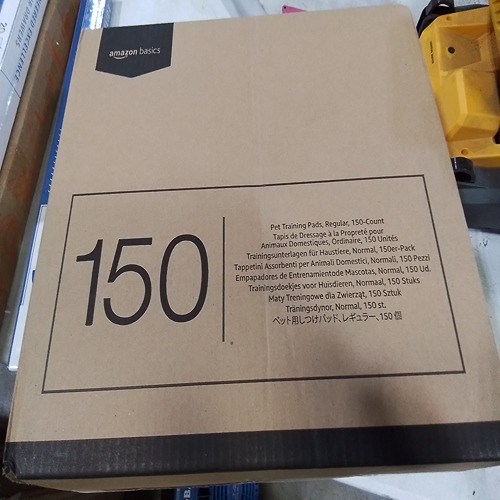 amazon basics
150
Pet Training Pads, Regular, 150-Count
Tapis de Dressage à la Propreté pour
Animaux Domestiques, Ordinaire, 150 Unités
Trainingsunterlagen für Haustiere, Normal, 150er-Pack
Tappetini Assorbenti per Animali Domestici, Normali, 150 Pezzi
Empapadores de Entrenamientode Mascotas, Normal, 150 Ud.
Trainingsdoekjes voor Huisdieren, Normaal, 150 Stuks
Maty Treningowe dla Zwierząt, 150 Sztuk
Träningsdynor, Normal, 150 st.
ペット用しつけパッド、レギュラー、150 個